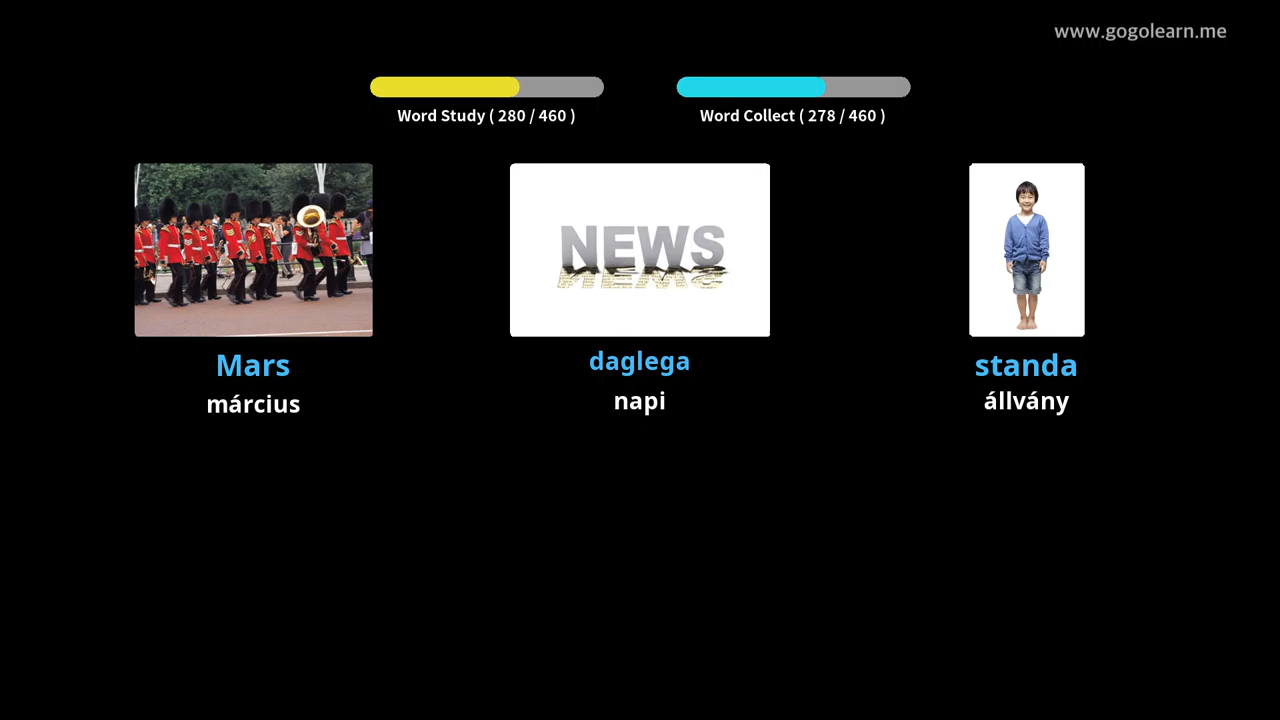 www.gogolearn.me
Word Study ( 280 / 460 )
Word Collect ( 278 / 460 )
NEWS
Mars
március
daglega
napi
standa
állvány